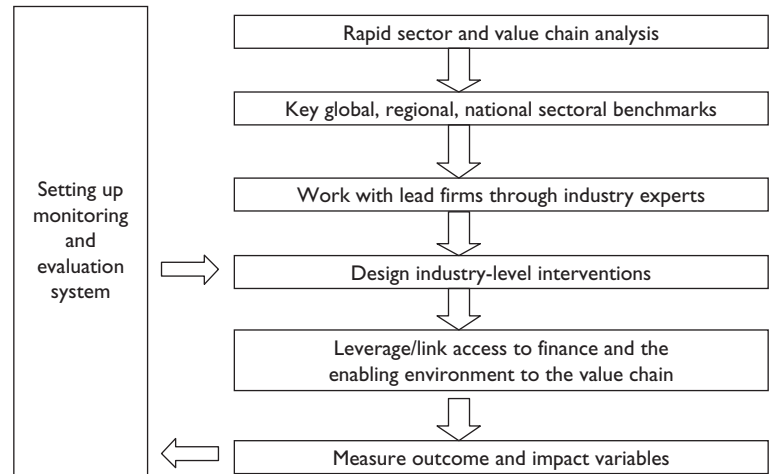 Setting up
monitoring
and
evaluation
system
Rapid sector and value chain analysis
Key global, regional, national sectoral benchmarks
Work with lead firms through industry experts
Design industry-level interventions
Leverage/link access to finance and the
enabling environment to the value chain
Measure outcome and impact variables